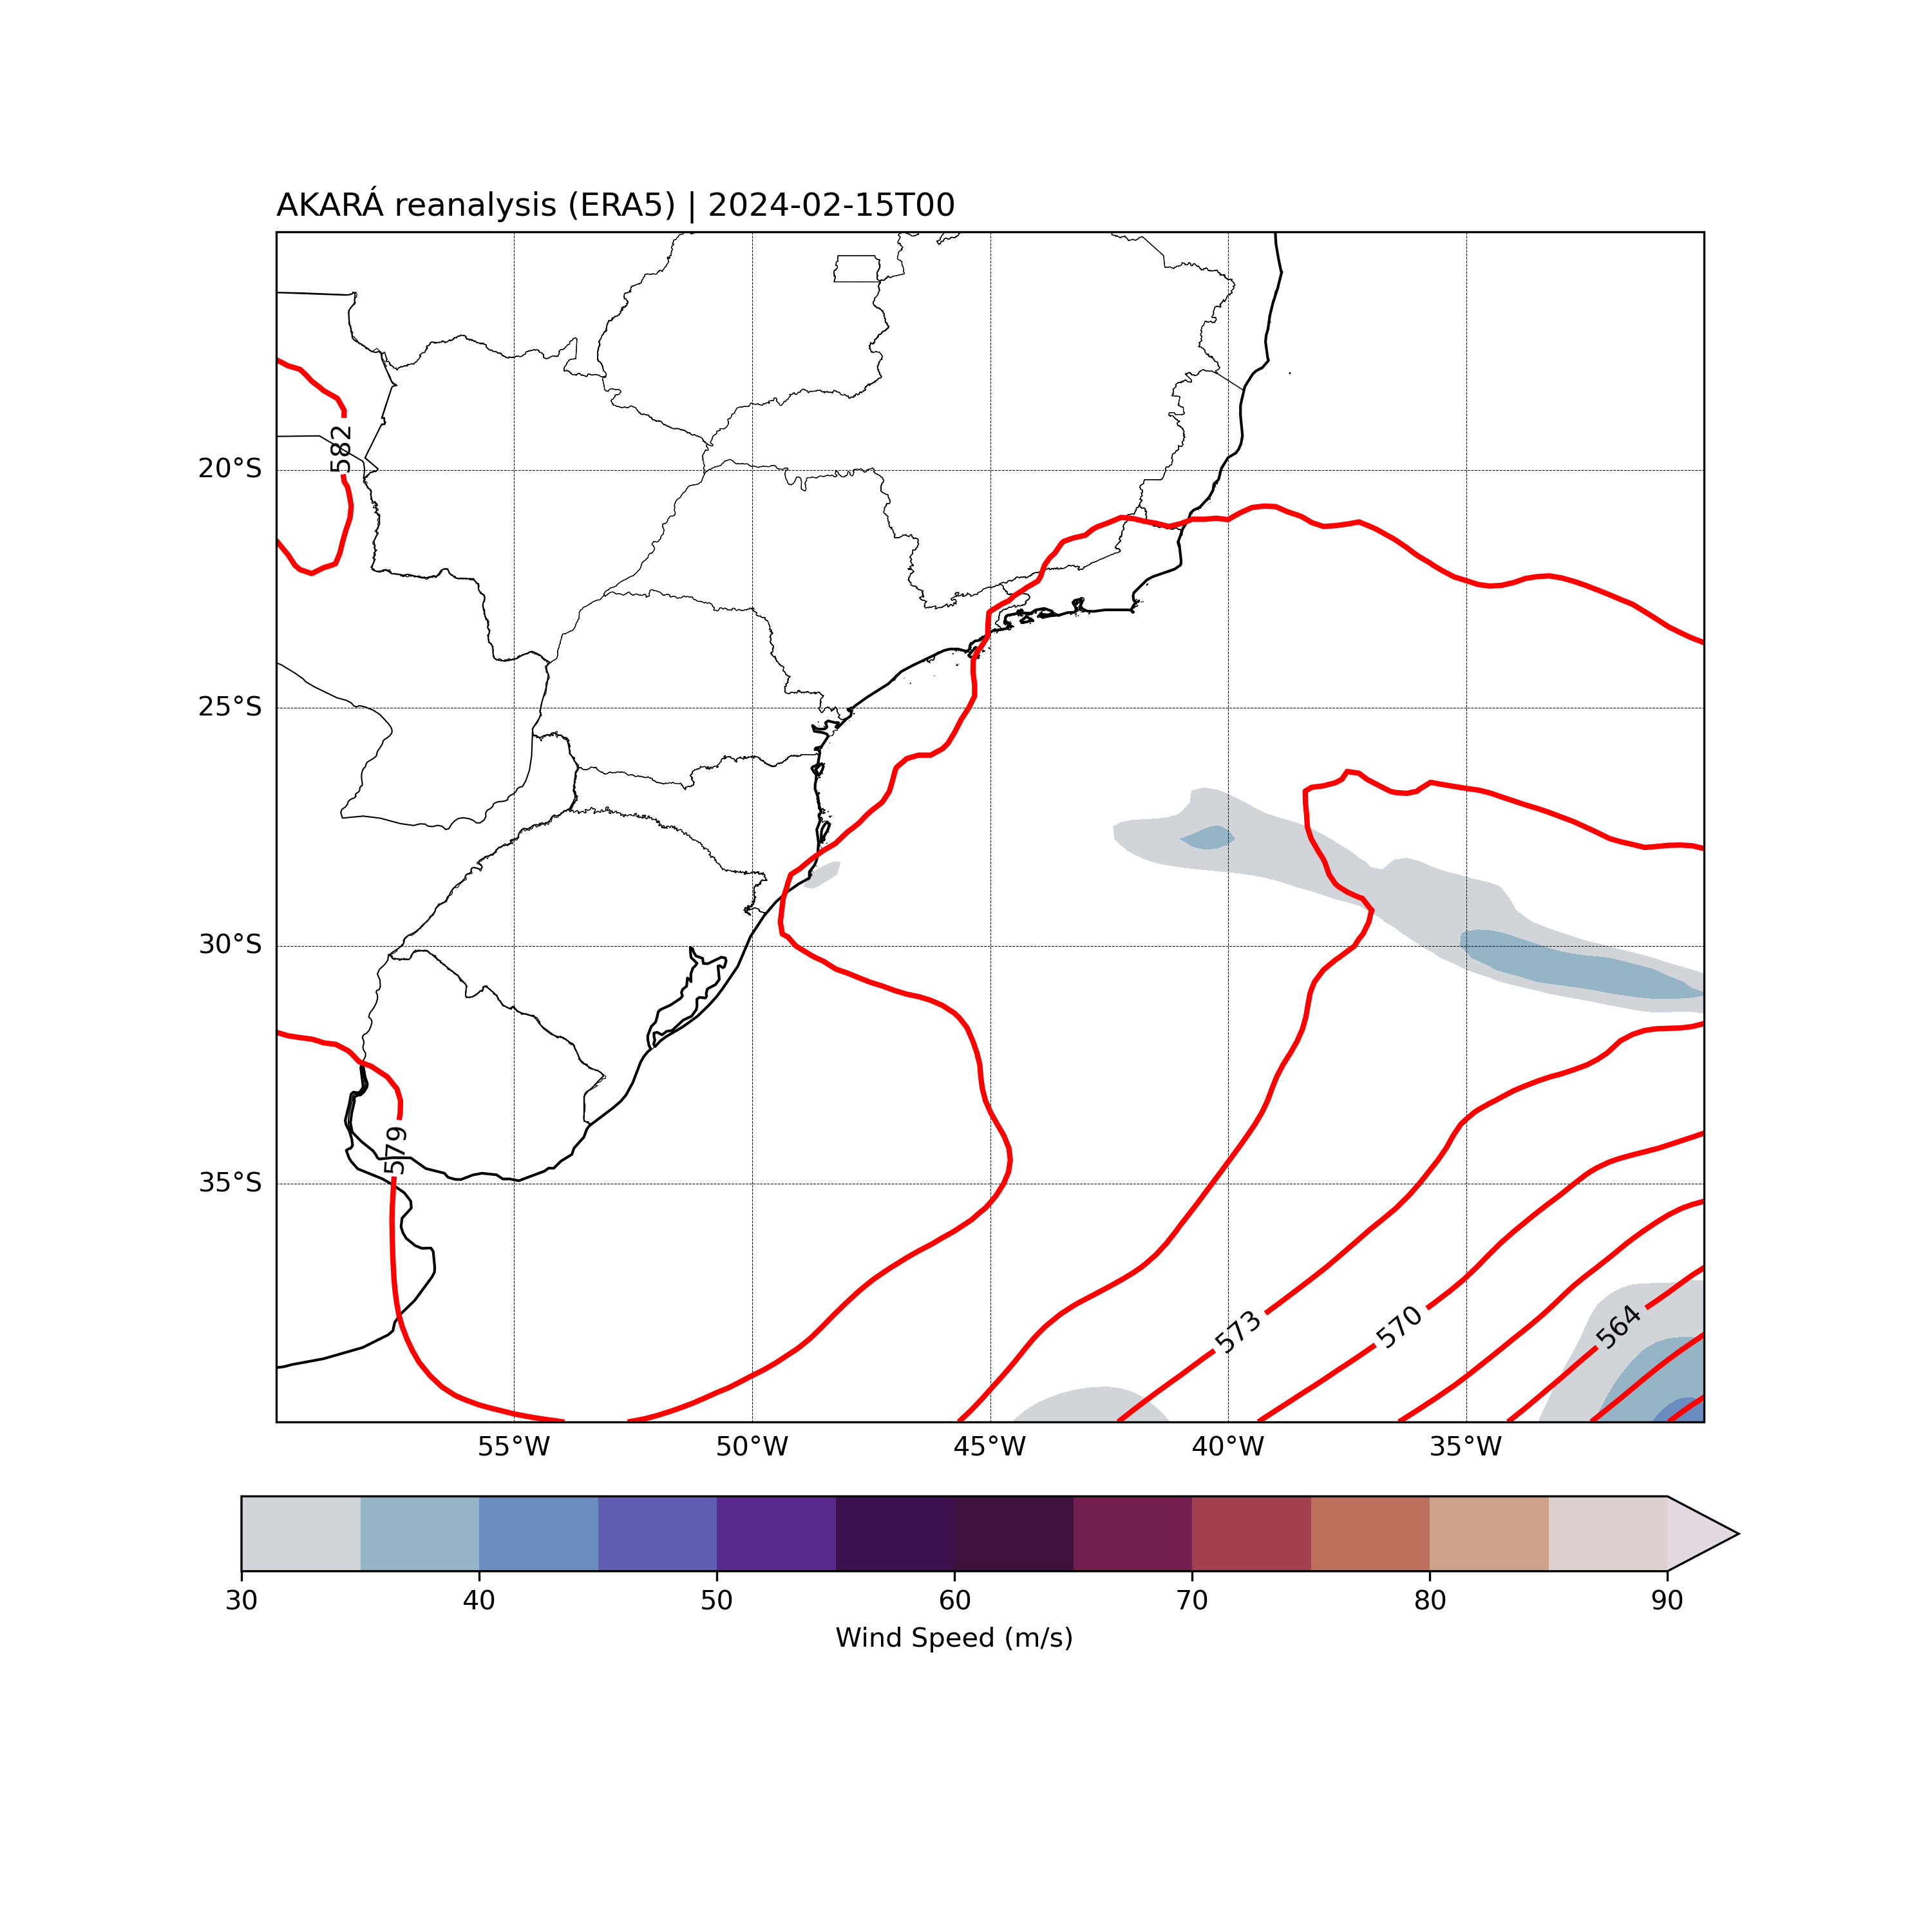 AKARÁ reanalysis (ERA5) | 2024-02-15T00
582
20°S
25°S
30°S
579
35°S
573
570
564
55°W 50°W 45°W 40°W 35°W
30 40 50 60 70 80 90
Wind Speed (m/s)